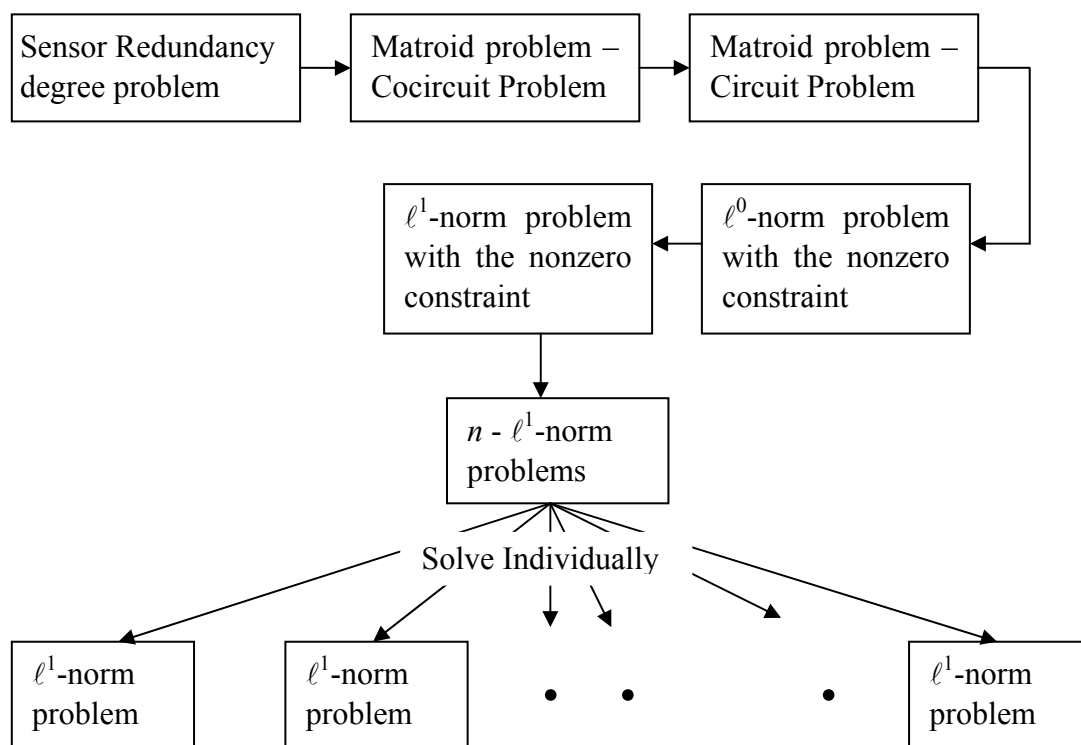 Sensor Redundancy
degree problem
Matroid problem –
Cocircuit Problem
Matroid problem –
Circuit Problem
ℓ¹-norm problem
with the nonzero
constraint
ℓ⁰-norm problem
with the nonzero
constraint
n - ℓ¹-norm
problems
Solve Individually
ℓ¹-norm
problem
ℓ¹-norm
problem
ℓ¹-norm
problem